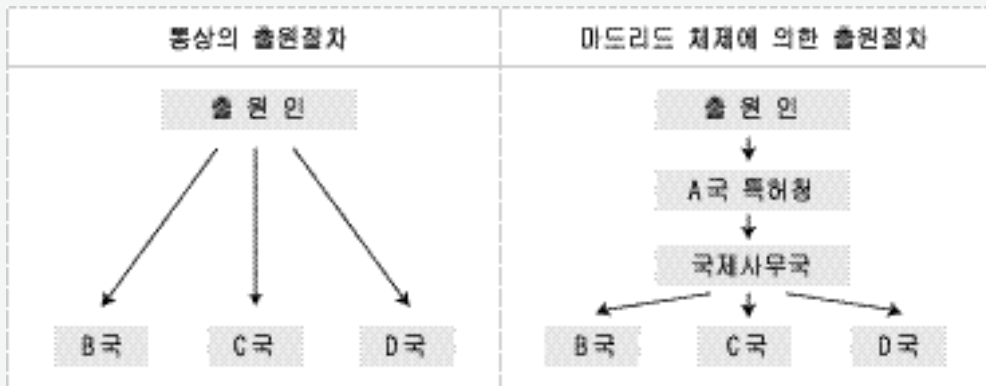 통상의 출원절차
출 원 인
B국 C국 D국
마드리드 체제에 의한 출원절차
출 원 인
A국 특허청
국제사무국
B국 C국 D국